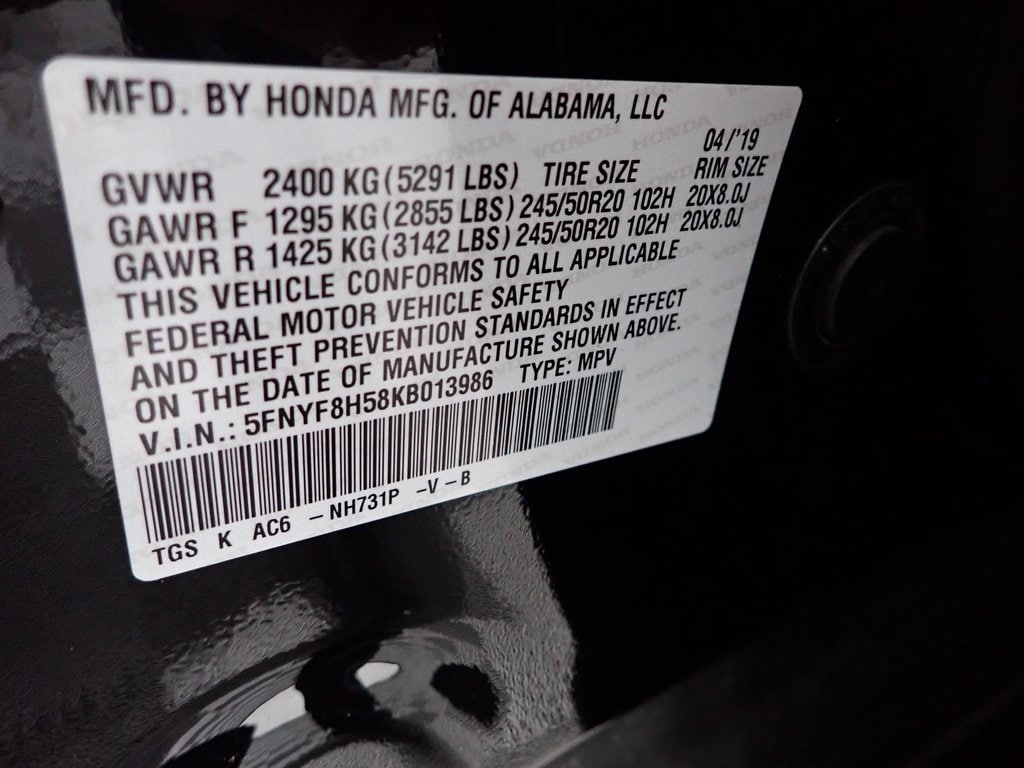 MFD. BY HONDA MFG. OF ALABAMA, LLC
04/'19
GVWR 2400 KG (5291 LBS) TIRE SIZE RIM SIZE
GAWR F 1295 KG (2855 LBS) 245/50R20 102H 20X8.0J
GAWR R 1425 KG (3142 LBS) 245/50R20 102H 20X8.0J
THIS VEHICLE CONFORMS TO ALL APPLICABLE
FEDERAL MOTOR VEHICLE SAFETY
AND THEFT PREVENTION STANDARDS IN EFFECT
ON THE DATE OF MANUFACTURE SHOWN ABOVE.
V.I.N.: 5FNYF8H58KB013986 TYPE: MPV
TGS K AC6 -NH731P -V-B